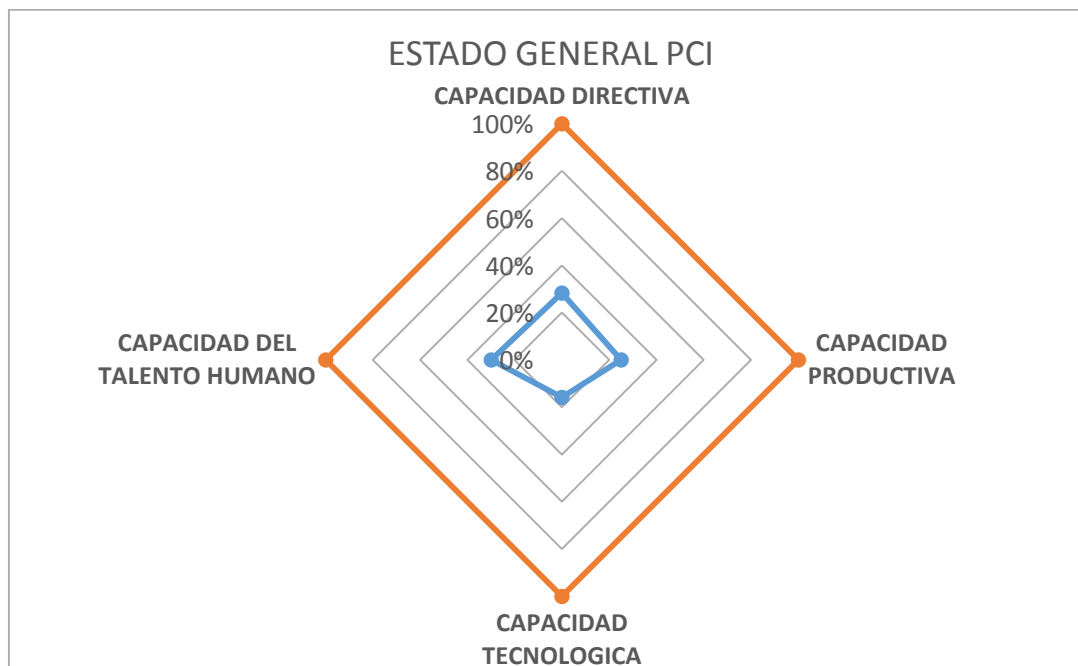 ESTADO GENERAL PCI
CAPACIDAD DIRECTIVA
100%
80%
60%
40%
20%
0%
CAPACIDAD DEL
TALENTO HUMANO
CAPACIDAD
PRODUCTIVA
CAPACIDAD
TECNOLOGICA